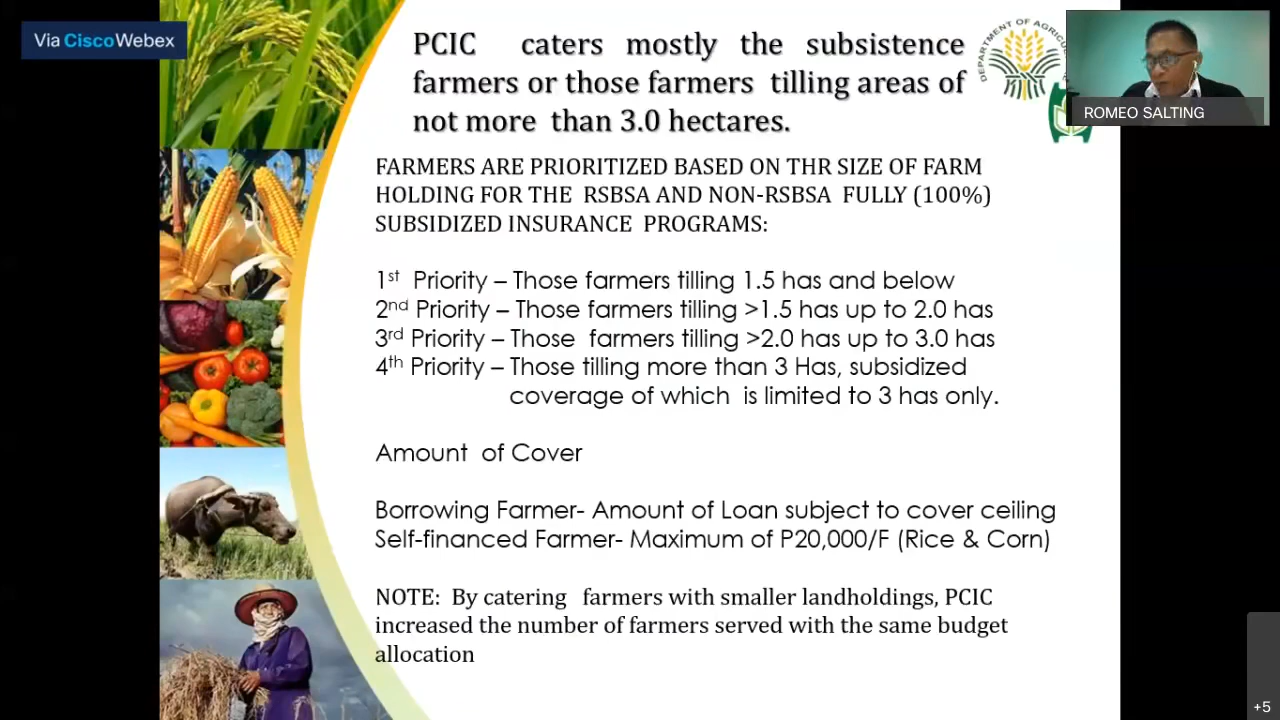 Via Cisco Webex
PCIC caters mostly the subsistence
farmers or those farmers tilling areas of
not more than 3.0 hectares.
DEPARTMENT OF AGRICU
ROMEO SALTING
FARMERS ARE PRIORITIZED BASED ON THR SIZE OF FARM
HOLDING FOR THE RSBSA AND NON-RSBSA FULLY (100%)
SUBSIDIZED INSURANCE PROGRAMS:
1st Priority – Those farmers tilling 1.5 has and below
2nd Priority – Those farmers tilling >1.5 has up to 2.0 has
3rd Priority – Those farmers tilling >2.0 has up to 3.0 has
4th Priority – Those tilling more than 3 Has, subsidized
coverage of which is limited to 3 has only.
Amount of Cover
Borrowing Farmer- Amount of Loan subject to cover ceiling
Self-financed Farmer- Maximum of P20,000/F (Rice & Corn)
NOTE: By catering farmers with smaller landholdings, PCIC
increased the number of farmers served with the same budget
allocation
+5